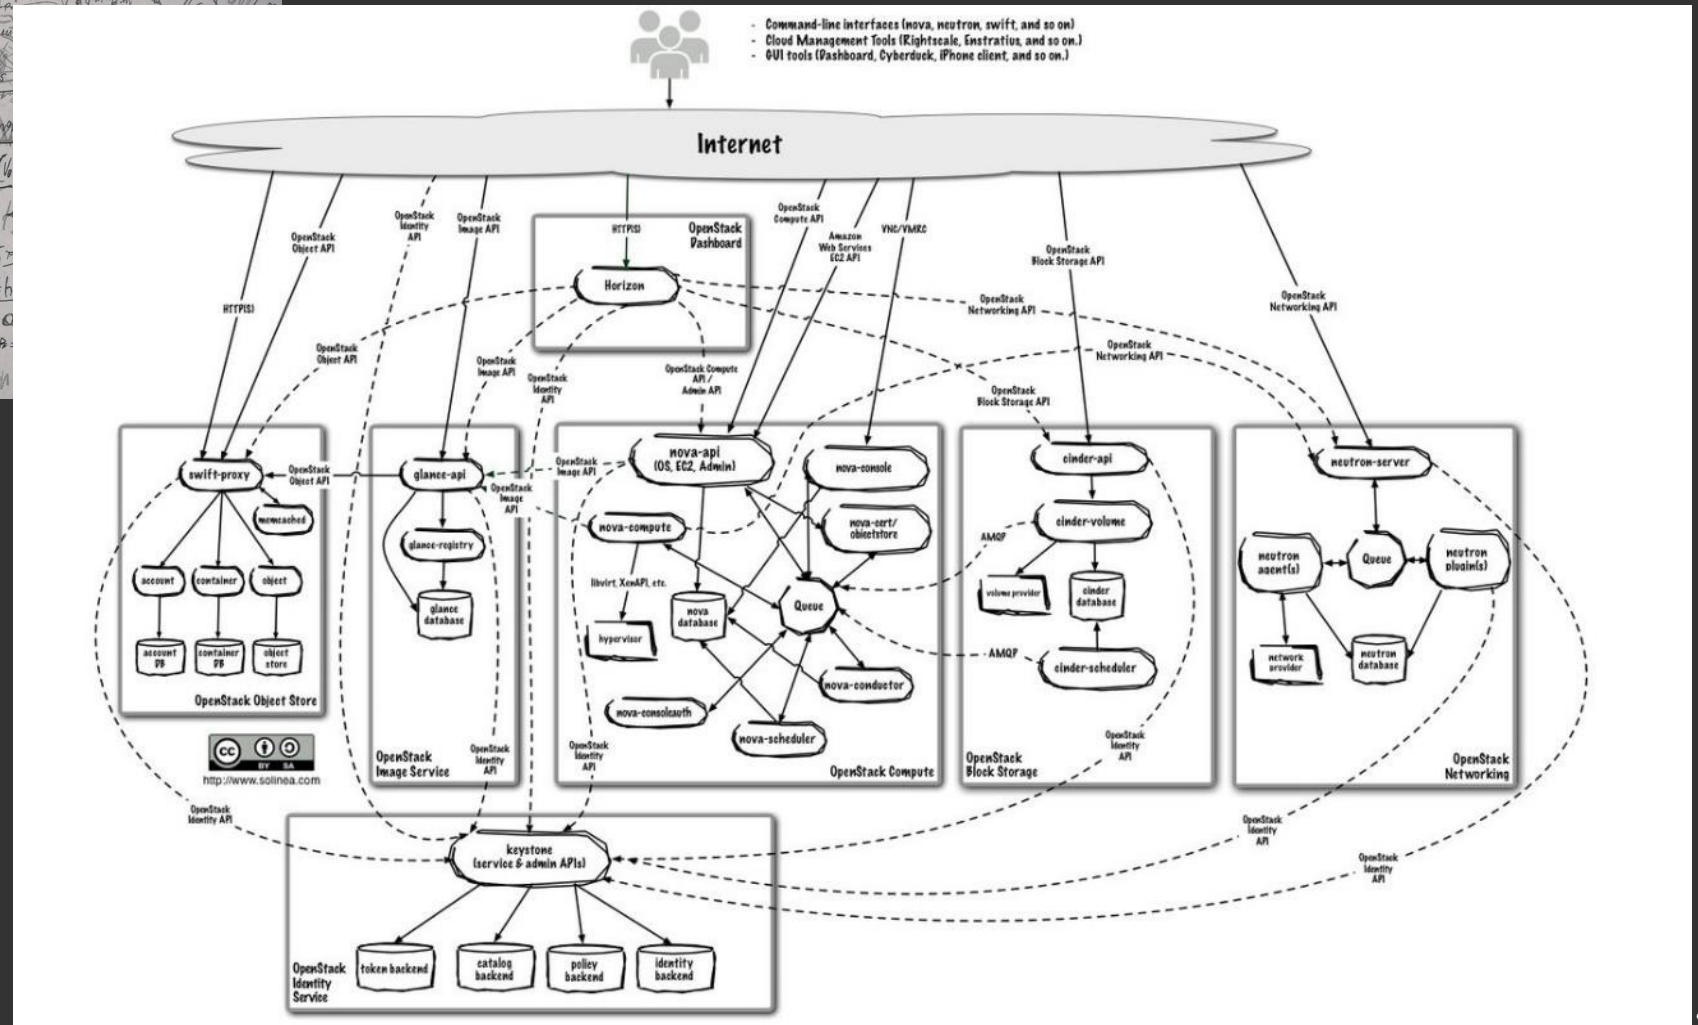 - Command-line interfaces (nova, neutron, swift, and so on)
- Cloud Management Tools (Rightscale, Enstratius, and so on.)
- GUI tools (Dashboard, Cyberduck, iPhone client, and so on.)
Internet
HTTP(S)
OpenStack
Object API
OpenStack
Identity
API
OpenStack
Image API
HTTP(S)
OpenStack
Dashboard
Horizon
OpenStack
Compute API
Amazon
Web Services
EC2 API
VNC/VMRC
OpenStack
Block Storage API
OpenStack
Networking API
OpenStack
Networking API
OpenStack
Networking API
OpenStack
Block Storage API
OpenStack
Object API
OpenStack
Image API
OpenStack
Identity
API
OpenStack Compute
API /
Admin API
swift-proxy
memcached
account
container
object
account
DB
container
DB
object
store
OpenStack Object Store
OpenStack
Object API
glance-api
glance-registry
glance
database
OpenStack
Image Service
OpenStack
Image API
OpenStack
Image
API
nova-api
(OS, EC2, Admin)
nova-console
nova-compute
nova-cert/
objectstore
libvirt, XenAPI, etc.
hypervisor
nova
database
Queue
nova-conductor
nova-consoleauth
nova-scheduler
OpenStack Compute
cinder-api
cinder-volume
AMQP
volume provider
cinder
database
AMQP
cinder-scheduler
OpenStack
Block Storage
neutron-server
neutron
agent(s)
Queue
neutron
plugin(s)
network
provider
neutron
database
OpenStack
Networking
CC
BY SA
http://www.solinea.com
OpenStack
Identity API
OpenStack
Identity
API
OpenStack
Identity
API
OpenStack
Identity
API
OpenStack
Identity
API
OpenStack
Identity
API
keystone
(service & admin APIs)
token backend
catalog
backend
policy
backend
identity
backend
OpenStack
Identity
Service